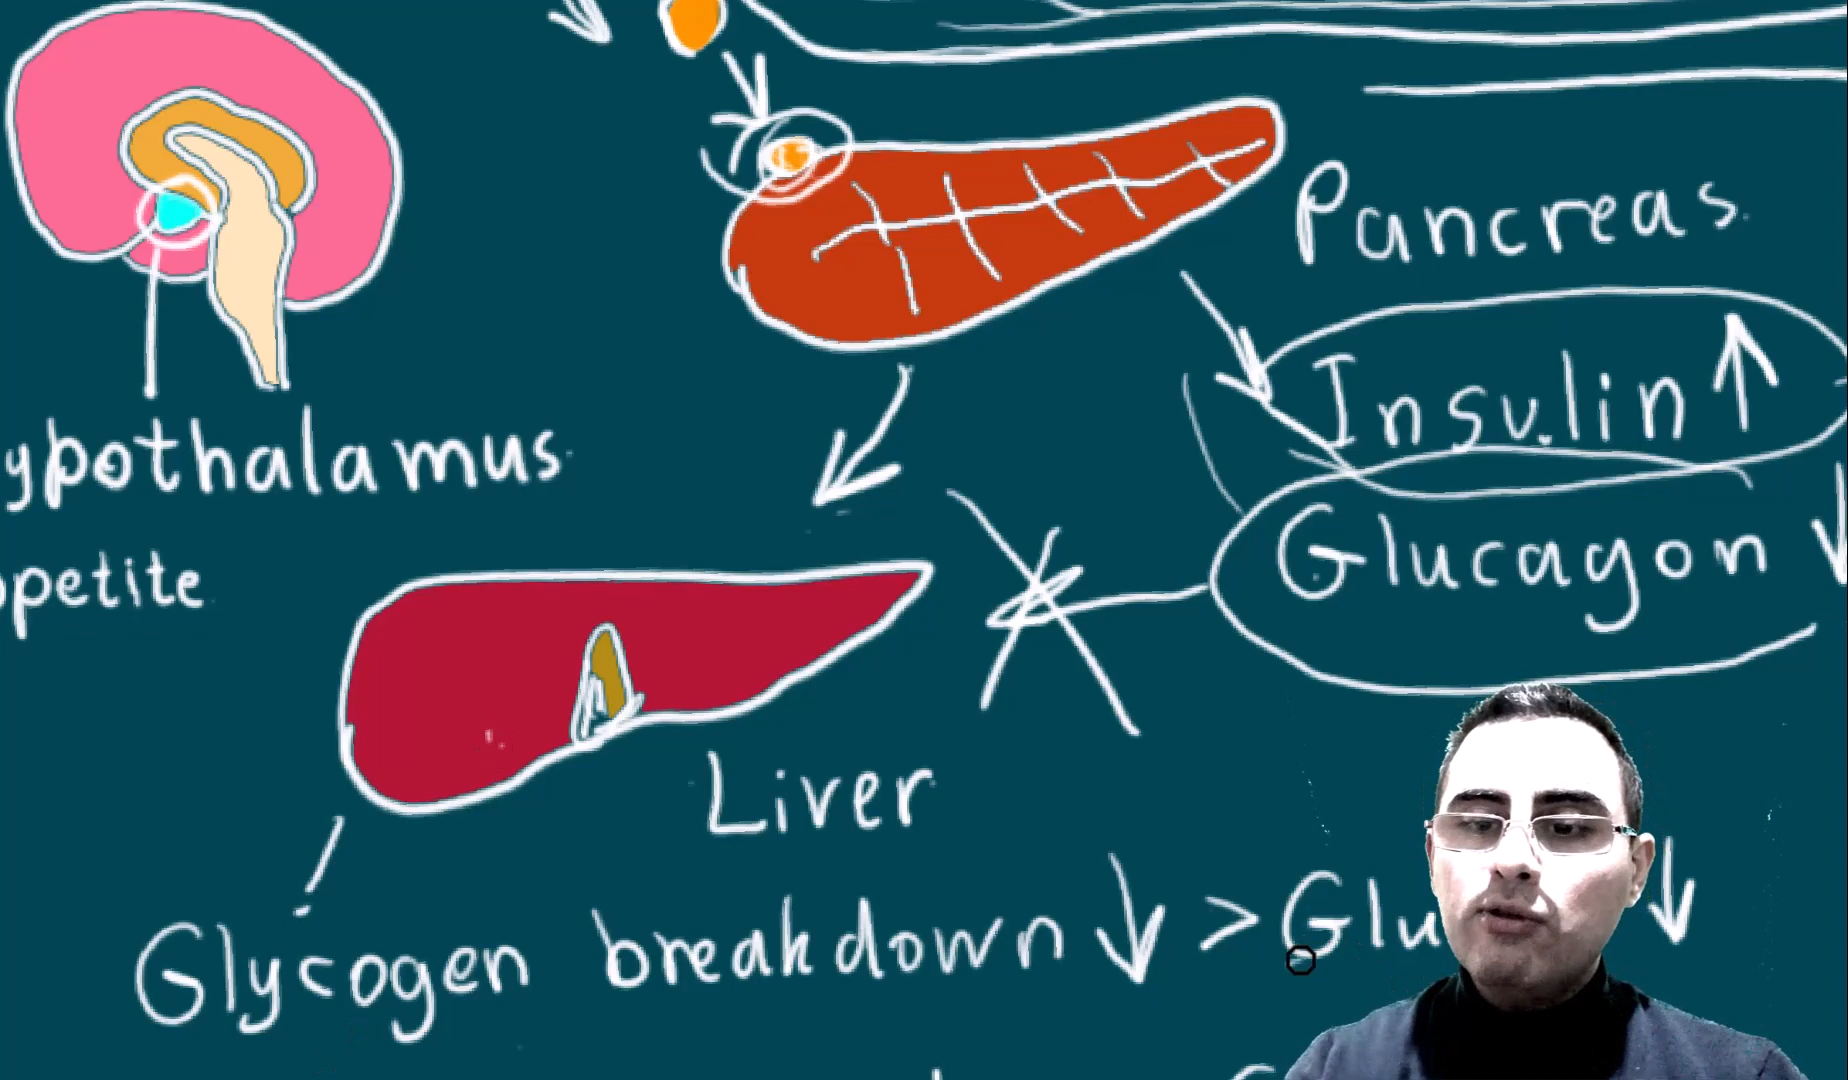 Pancreas
Insulin ↑
ypothalamus
Glucagon ↓
petite
Liver
Glycogen breakdown ↓ > Glu ↓